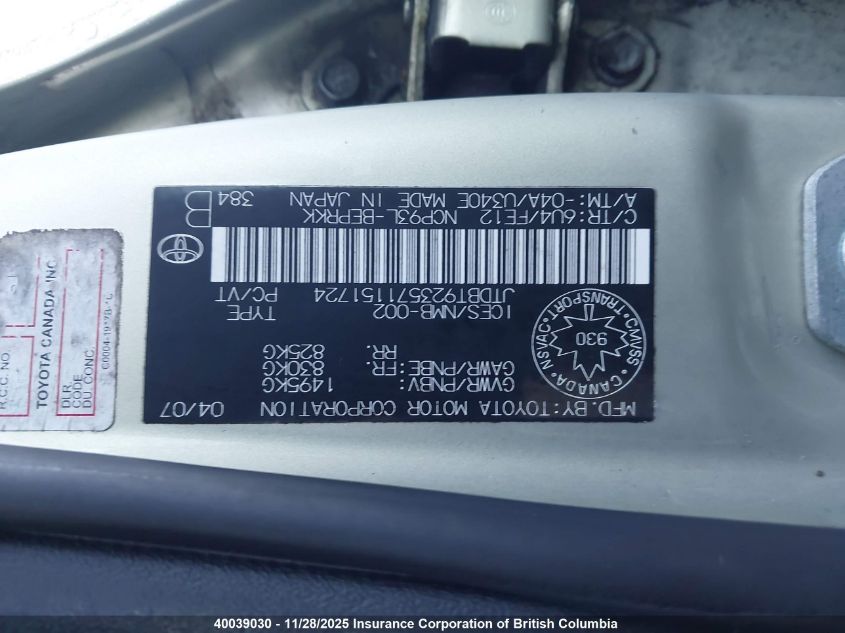 MFD.BY:TOYOTA MOTOR CORPORATION 04/07
GVWR/PNBV: 1495KG
GAWR/PNBE:FR. 830KG
RR. 825KG
CANADA
CMVSS NSVAC
930
TRANSPORT
ICES/NMB-002 TYPE
JTDBT923571151724 PC/VT
C/TR:6U4/FE12 NCP93L-BEPRKK
A/TM:-04A/U340E MADE IN JAPAN
B
384
R.C.C. NO.
TOYOTA CANADA INC.
DLR.
CODE
DU CONC.
40039030 - 11/28/2025 Insurance Corporation of British Columbia